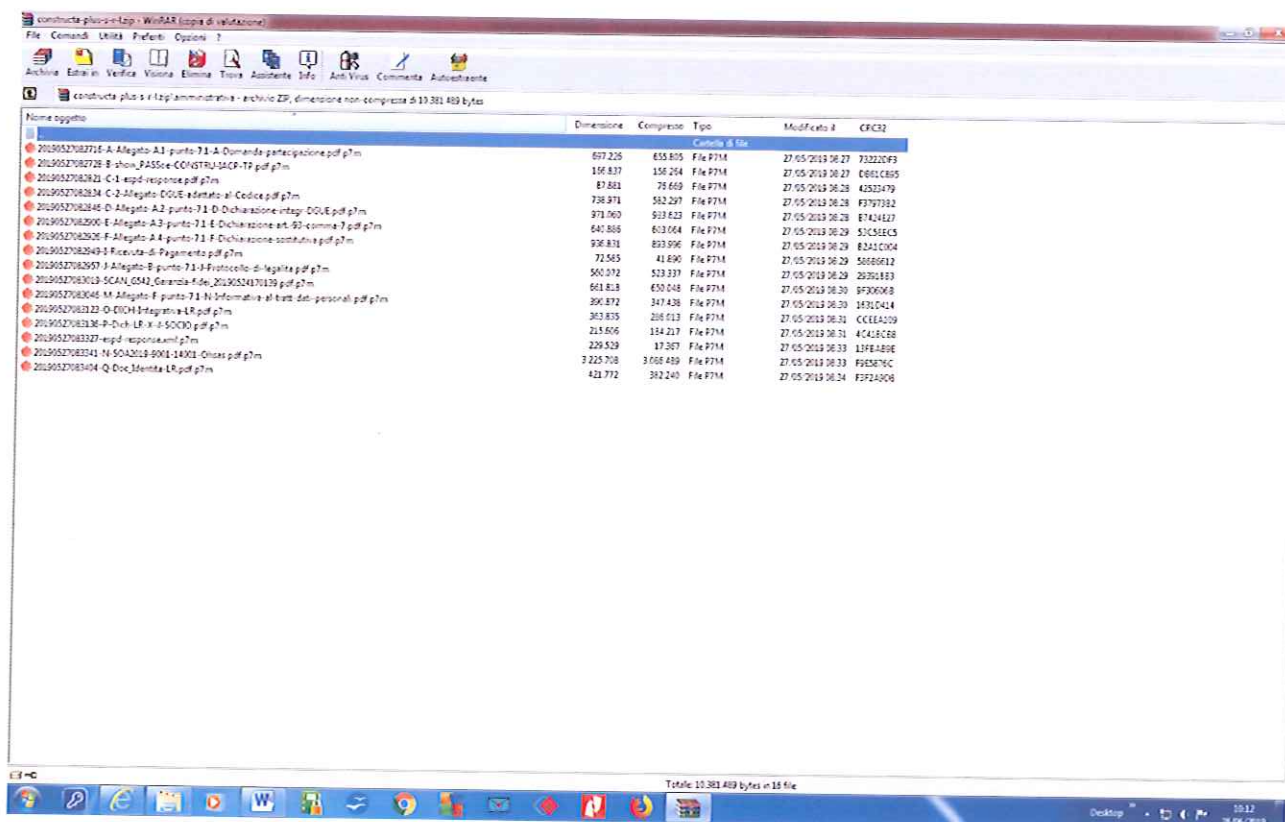 constructa-plus-s-r-l.zip - WinRAR (copia di valutazione)
File Comandi Utilità Preferiti Opzioni ?
Archivia Estrai in Verifica Visiona Elimina Trova Assistente Info Anti Virus Commenta Autoestraente
constructa-plus-s-r-l.zip\amministrativa - archivio ZIP, dimensione non-compressa di 10.381.489 bytes
Nome oggetto Dimensione Compresso Tipo Modificato il CRC32
.. Cartella di file
20190527082716-A-Allegato-A.1-punto-7.1-A-Domanda-partecipazione.pdf.p7m 697.226 655.805 File P7M 27/05/2019 08:27 73222DF3
20190527082728-B-show_PASSoe-CONSTRU-IACP-TP.pdf.p7m 156.837 156.264 File P7M 27/05/2019 08:27
20190527082821-C-1-espd-response.pdf.p7m 87.881 76.669 File P7M 27/05/2019 08:28 42523479
20190527082834-C-2-Allegato-DGUE-adattato-al-Codice.pdf.p7m 738.971 582.297 File P7M 27/05/2019 08:28 F3797382
20190527082846-D-Allegato-A.2-punto-7.1-D-Dichiarazione-integr-DGUE.pdf.p7m 971.060 933.623 File P7M 27/05/2019 08:28 E7424E27
20190527082900-E-Allegato-A.3-punto-7.1-E-Dichiarazione-art.-93-comma-7.pdf.p7m 640.886 603.064 File P7M 27/05/2019 08:29 53C5EEC5
20190527082926-F-Allegato-A.4-punto-7.1-F-Dichiarazione-sostitutiva.pdf.p7m 936.831 893.996 File P7M 27/05/2019 08:29 B2A1C004
20190527082949-I-Ricevuta-di-Pagamento.pdf.p7m 72.585 41.890 File P7M 27/05/2019 08:29
20190527082957-J-Allegato-B-punto-7.1-J-Protocollo-di-legalita.pdf.p7m 560.072 523.337 File P7M 27/05/2019 08:29
20190527083019-SCAN_G542_Garanzia-fidei_20190524170139.pdf.p7m 661.818 650.048 File P7M 27/05/2019 08:30
20190527083046-M-Allegato-F-punto-7.1-N-Informativa-al-tratt-dati-personali.pdf.p7m 390.872 347.438 File P7M 27/05/2019 08:30 1631D414
20190527083123-O-DICH-Integrativa-LR.pdf.p7m 363.835 286.013 File P7M 27/05/2019 08:31
20190527083136-P-Dich-LR-X-J-SOCIO.pdf.p7m 215.606 184.217 File P7M 27/05/2019 08:31
20190527083327-espd-response.xml.p7m 229.529 17.367 File P7M 27/05/2019 08:33
20190527083341-N-SOA2019-9001-14001-Ohsas.pdf.p7m 3.225.708 3.066.489 File P7M 27/05/2019 08:33 F9E5876C
20190527083404-Q-Doc_Identita-LR.pdf.p7m 421.772 382.240 File P7M 27/05/2019 08:34
Totale 10.381.489 bytes in 16 file
Desktop 10:12